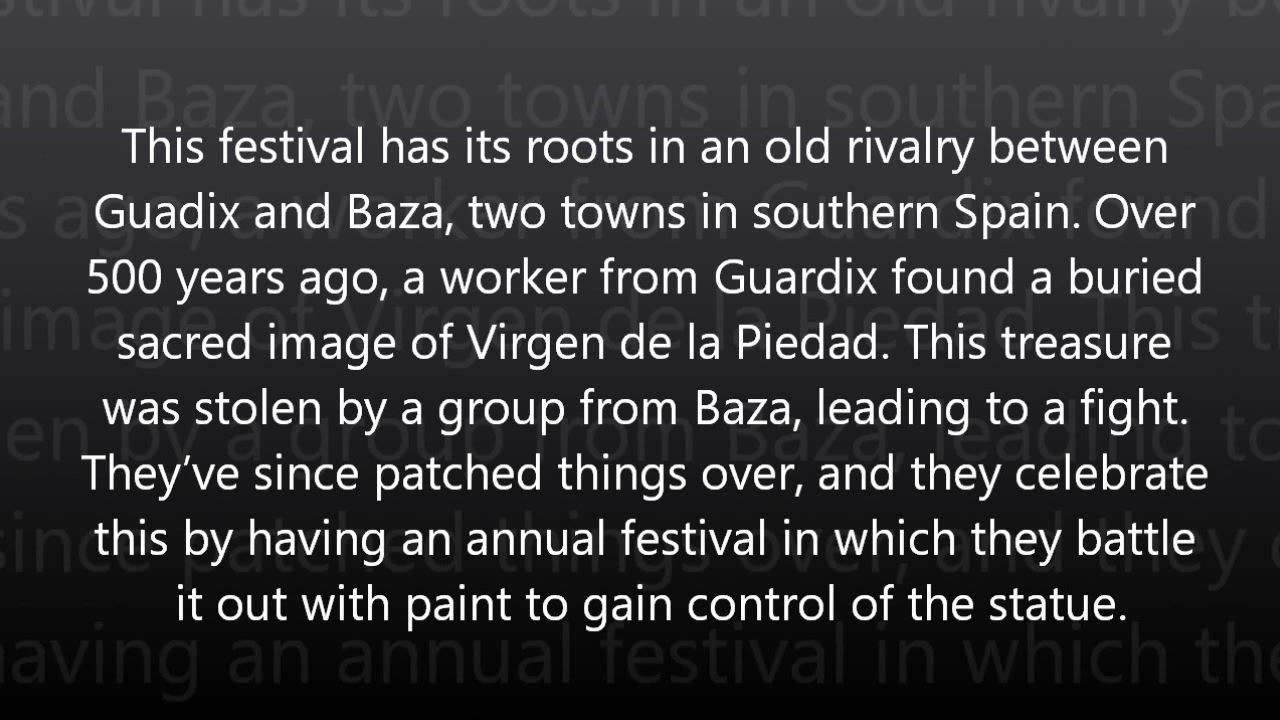 This festival has its roots in an old rivalry between
Guadix and Baza, two towns in southern Spain. Over
500 years ago, a worker from Guardix found a buried
sacred image of Virgen de la Piedad. This treasure
was stolen by a group from Baza, leading to a fight.
They’ve since patched things over, and they celebrate
this by having an annual festival in which they battle
it out with paint to gain control of the statue.